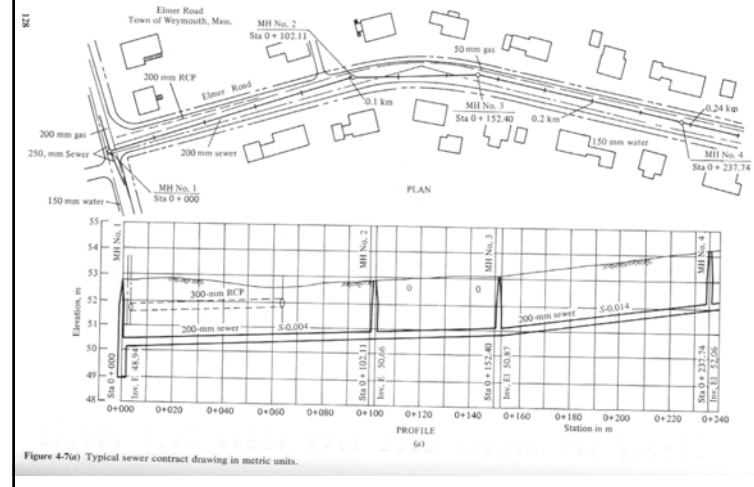 128
Elmer Road
Town of Weymouth, Mass.
MH No. 2
Sta 0 + 102.11
50 mm gas
200 mm RCP
Elmer Road
0.1 km
MH No. 3
Sta 0 + 152.40
0.2 km
0.24 km
200 mm gas
250, mm Sewer
200 mm sewer
150 mm water
MH No. 4
Sta 0 + 237.74
MH No. 1
Sta 0 + 000
150 mm water
PLAN
Elevation, m
55
54
53
52
51
50
49
48
MH No. 1
MH No. 2
MH No. 3
MH No. 4
0
0
300-mm RCP
200-mm sewer
S-0.004
200-mm sewer
S-0.014
Sta 0 + 000
Inv. E 48.94
Sta 0 + 102.11
Inv. E 50.66
Sta 0 + 152.40
Inv. El 50.87
Sta 0 + 237.74
Inv. El 52.06
0+000
0+020
0+040
0+060
0+080
0+100
0+120
0+140
0+160
0+180
0+200
0+220
0+240
PROFILE
Station in m
(a)
Figure 4-7(a) Typical sewer contract drawing in metric units.